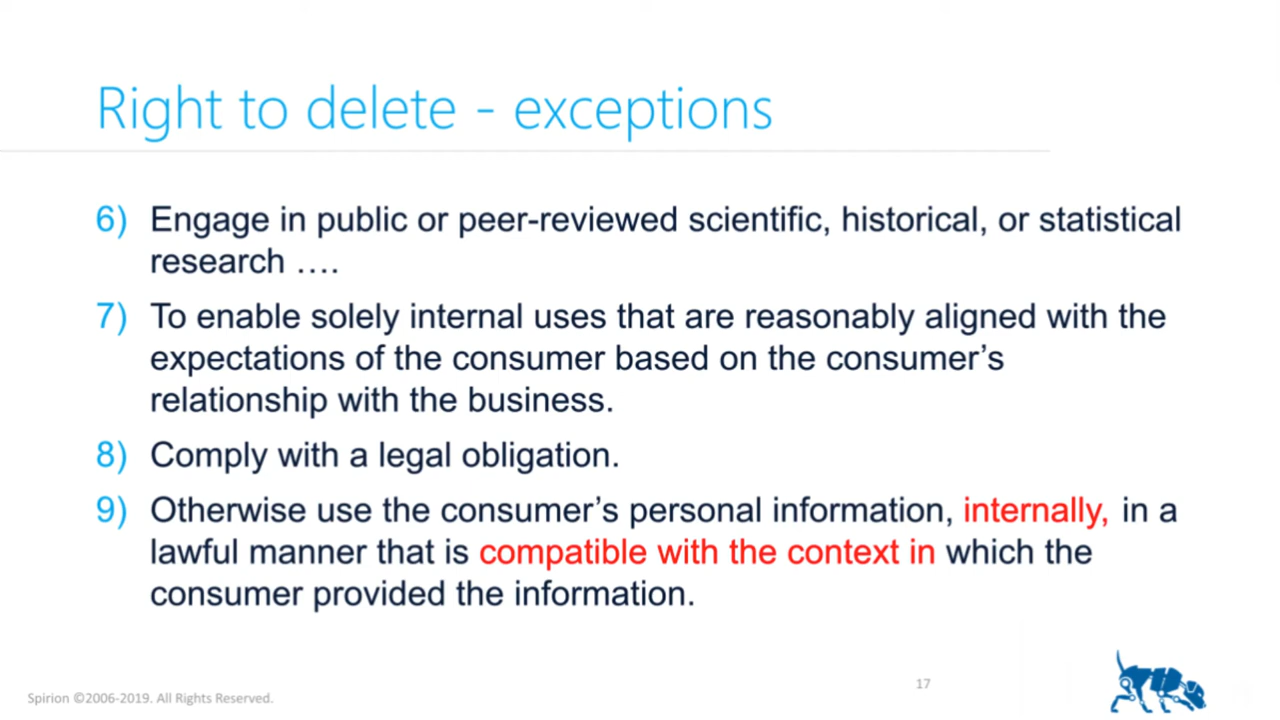 Right to delete - exceptions
6) Engage in public or peer-reviewed scientific, historical, or statistical
research ....
7) To enable solely internal uses that are reasonably aligned with the
expectations of the consumer based on the consumer’s
relationship with the business.
8) Comply with a legal obligation.
9) Otherwise use the consumer’s personal information, internally, in a
lawful manner that is compatible with the context in which the
consumer provided the information.
Spirion ©2006-2019. All Rights Reserved.
17